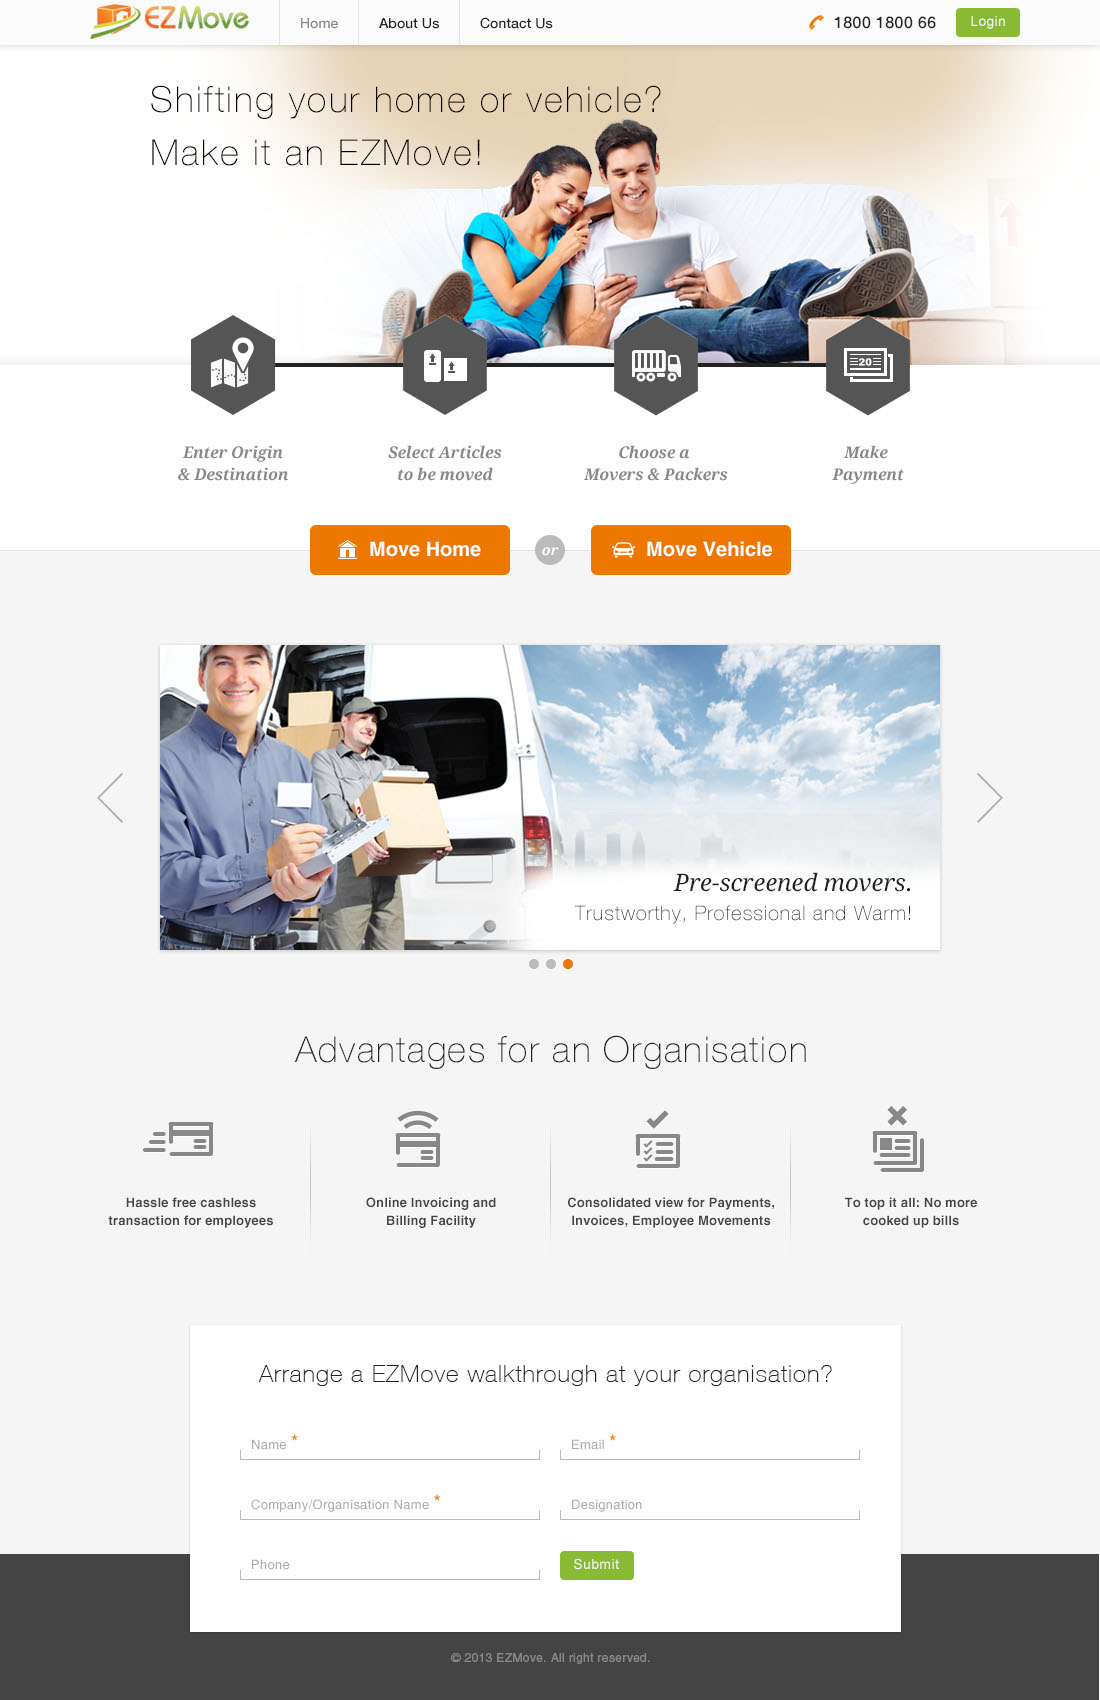 EZMove
Home
About Us
Contact Us
1800 1800 66
Login
Shifting your home or vehicle?
Make it an EZMove!
20
Enter Origin
& Destination
Select Articles
to be moved
Choose a
Movers & Packers
Make
Payment
Move Home
or
Move Vehicle
Pre-screened movers.
Trustworthy, Professional and Warm!
Advantages for an Organisation
Hassle free cashless
transaction for employees
Online Invoicing and
Billing Facility
Consolidated view for Payments,
Invoices, Employee Movements
To top it all: No more
cooked up bills
Arrange a EZMove walkthrough at your organisation?
Name *
Email *
Company/Organisation Name *
Designation
Phone
Submit
© 2013 EZMove. All right reserved.